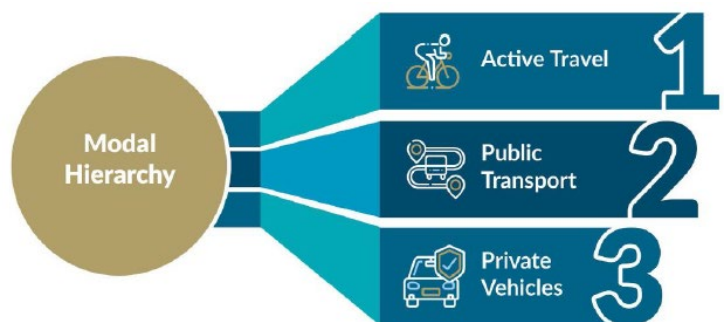 Modal
Hierarchy
Active Travel
1
Public
Transport
2
Private
Vehicles
3